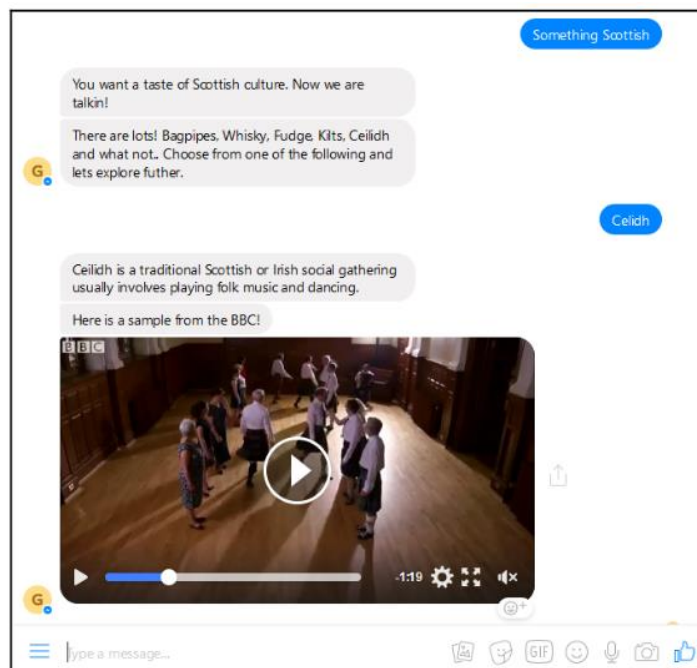 Something Scottish
You want a taste of Scottish culture. Now we are
talkin!
There are lots! Bagpipes, Whisky, Fudge, Kilts, Ceilidh
and what not.. Choose from one of the following and
lets explore futher.
G
Celidh
Ceilidh is a traditional Scottish or Irish social gathering
usually involves playing folk music and dancing.
Here is a sample from the BBC!
BBC
-1:19
G
Type a message...
GIF